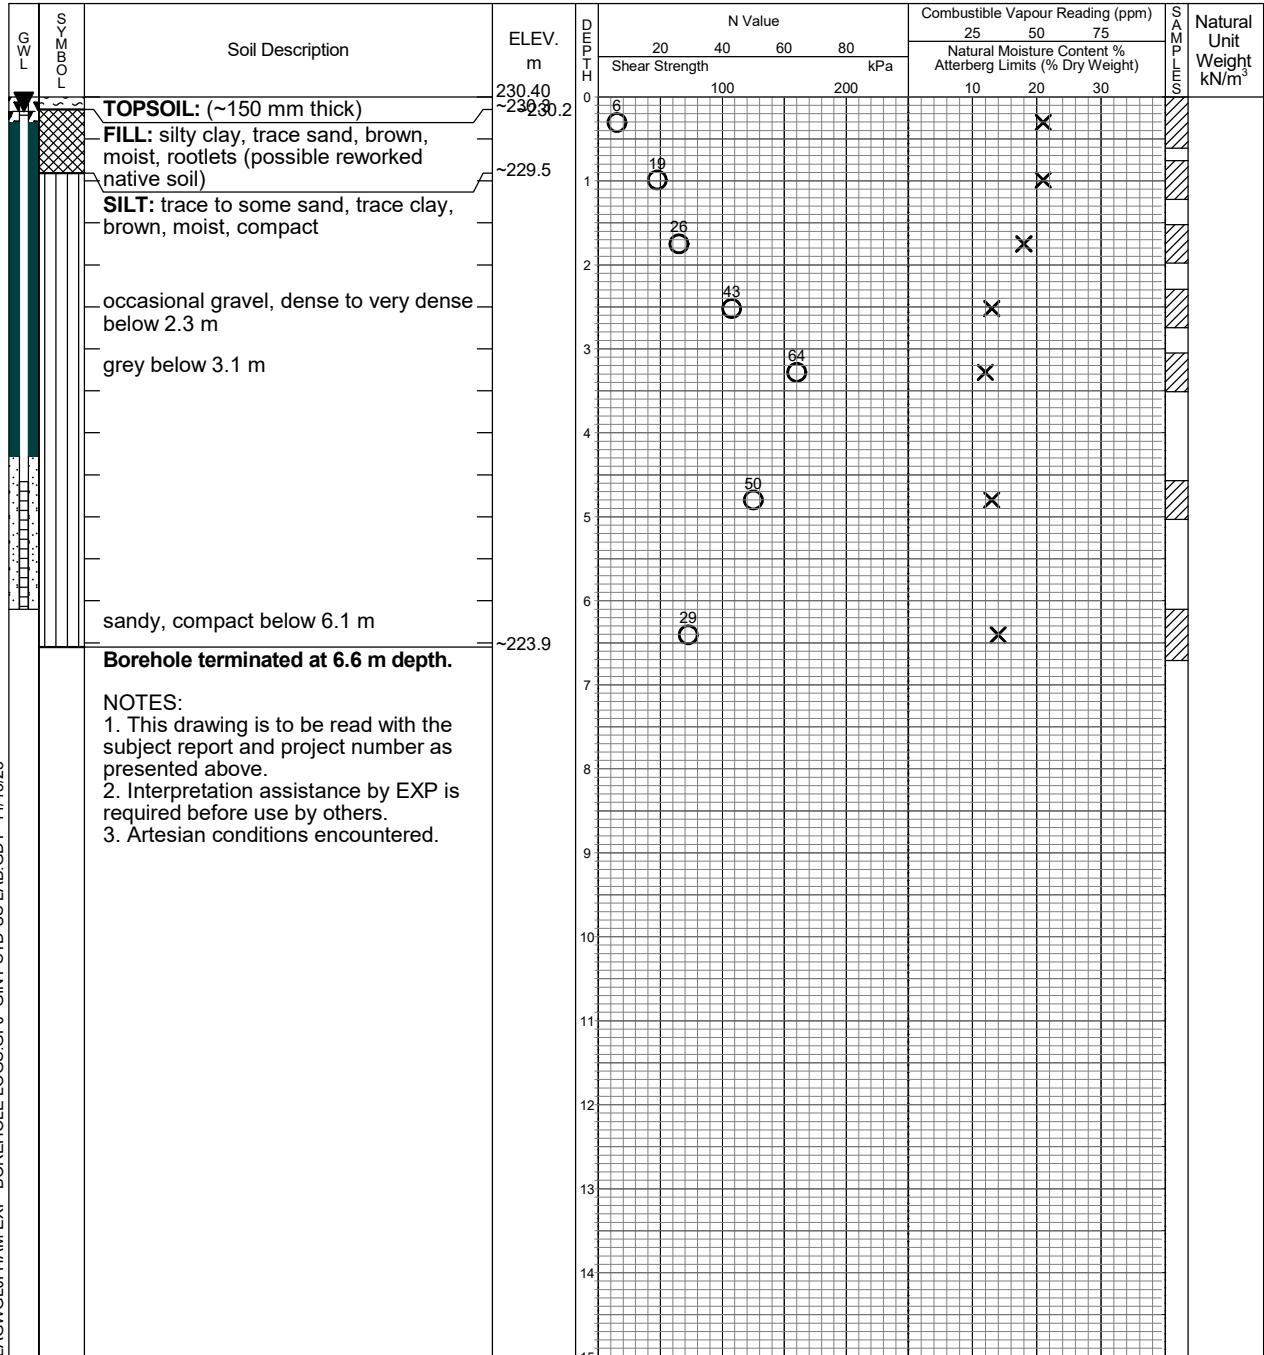 GWL
SYMBOL
Soil Description
ELEV.
m
DEPTH
N Value
20 40 60 80
Shear Strength kPa
100 200
Combustible Vapour Reading (ppm)
25 50 75
Natural Moisture Content %
Atterberg Limits (% Dry Weight)
10 20 30
SAMPLES
Natural
Unit
Weight
kN/m³
230.40
0
TOPSOIL: (~150 mm thick)
~230.2
6
FILL: silty clay, trace sand, brown,
moist, rootlets (possible reworked
native soil)
~229.5
19
1
SILT: trace to some sand, trace clay,
brown, moist, compact
26
2
occasional gravel, dense to very dense
below 2.3 m
43
3
grey below 3.1 m
64
4
50
5
6
sandy, compact below 6.1 m
29
~223.9
Borehole terminated at 6.6 m depth.
7
NOTES:
1. This drawing is to be read with the
subject report and project number as
presented above.
2. Interpretation assistance by EXP is
required before use by others.
3. Artesian conditions encountered.
8
9
10
11
12
13
14